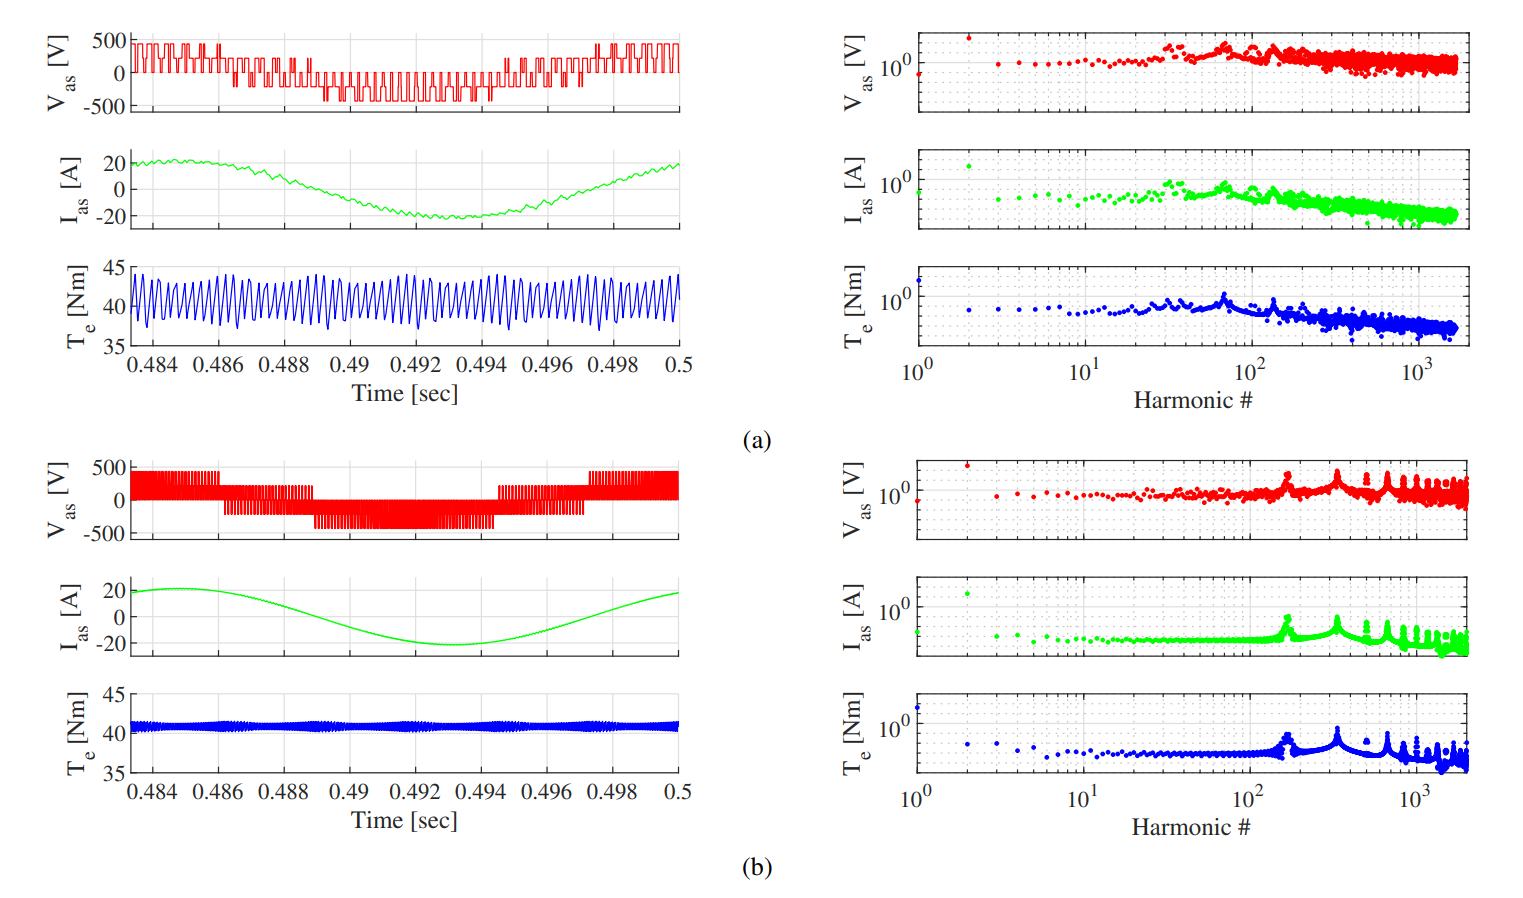 500
0
-500
V as [V]
20
0
-20
I as [A]
45
40
35
T e [Nm]
0.484 0.486 0.488 0.49 0.492 0.494 0.496 0.498 0.5
Time [sec]
10^0
V as [V]
10^0
I as [A]
10^0
T e [Nm]
10^0 10^1 10^2 10^3
Harmonic #
(a)
500
0
-500
V as [V]
20
0
-20
I as [A]
45
40
35
T e [Nm]
0.484 0.486 0.488 0.49 0.492 0.494 0.496 0.498 0.5
Time [sec]
10^0
V as [V]
10^0
I as [A]
10^0
T e [Nm]
10^0 10^1 10^2 10^3
Harmonic #
(b)